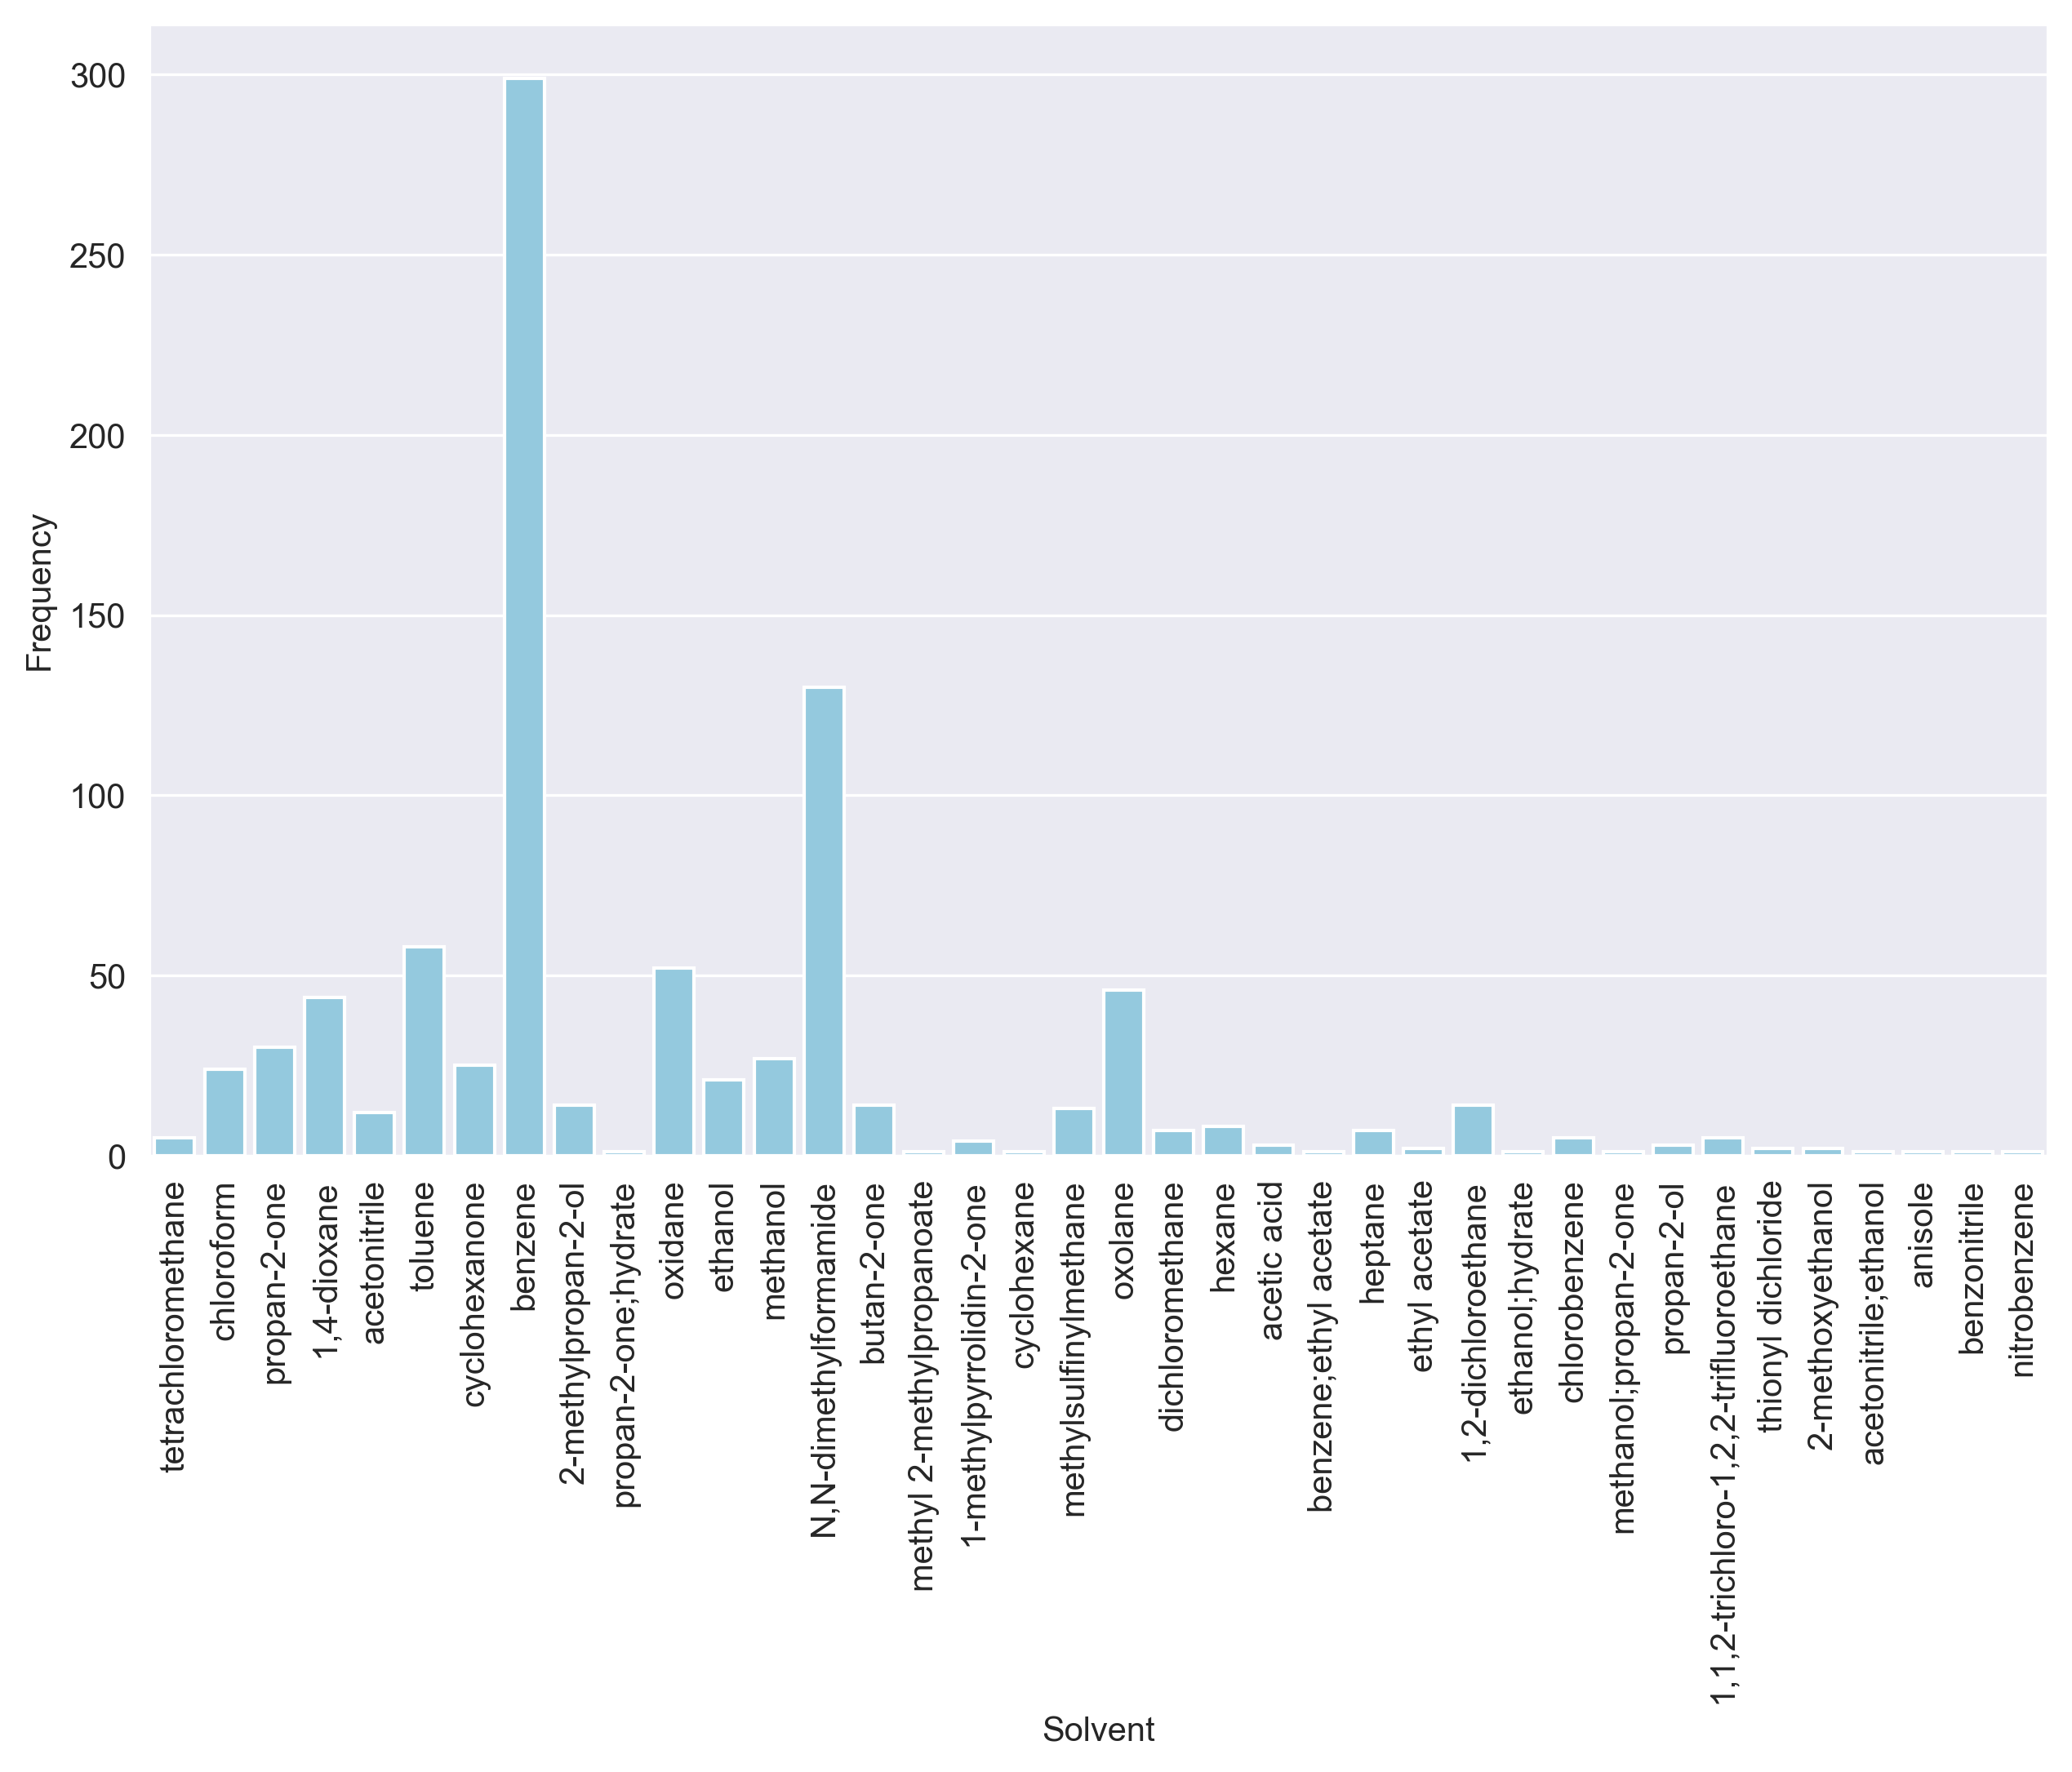 300
250
200
150
100
50
0
Frequency
tetrachloromethane
chloroform
propan-2-one
1,4-dioxane
acetonitrile
toluene
cyclohexanone
benzene
2-methylpropan-2-ol
propan-2-one;hydrate
oxidane
ethanol
methanol
N,N-dimethylformamide
butan-2-one
methyl 2-methylpropanoate
1-methylpyrrolidin-2-one
cyclohexane
methylsulfinylmethane
oxolane
dichloromethane
hexane
acetic acid
benzene;ethyl acetate
heptane
ethyl acetate
1,2-dichloroethane
ethanol;hydrate
chlorobenzene
methanol;propan-2-one
propan-2-ol
1,1,2-trichloro-1,2,2-trifluoroethane
thionyl dichloride
2-methoxyethanol
acetonitrile;ethanol
anisole
benzonitrile
nitrobenzene
Solvent